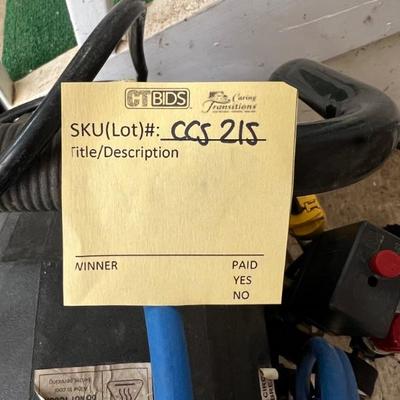 CTBIDS
Caring Transitions
SKU(Lot)#: CCS 215
Title/Description
WINNER
PAID
YES
NO